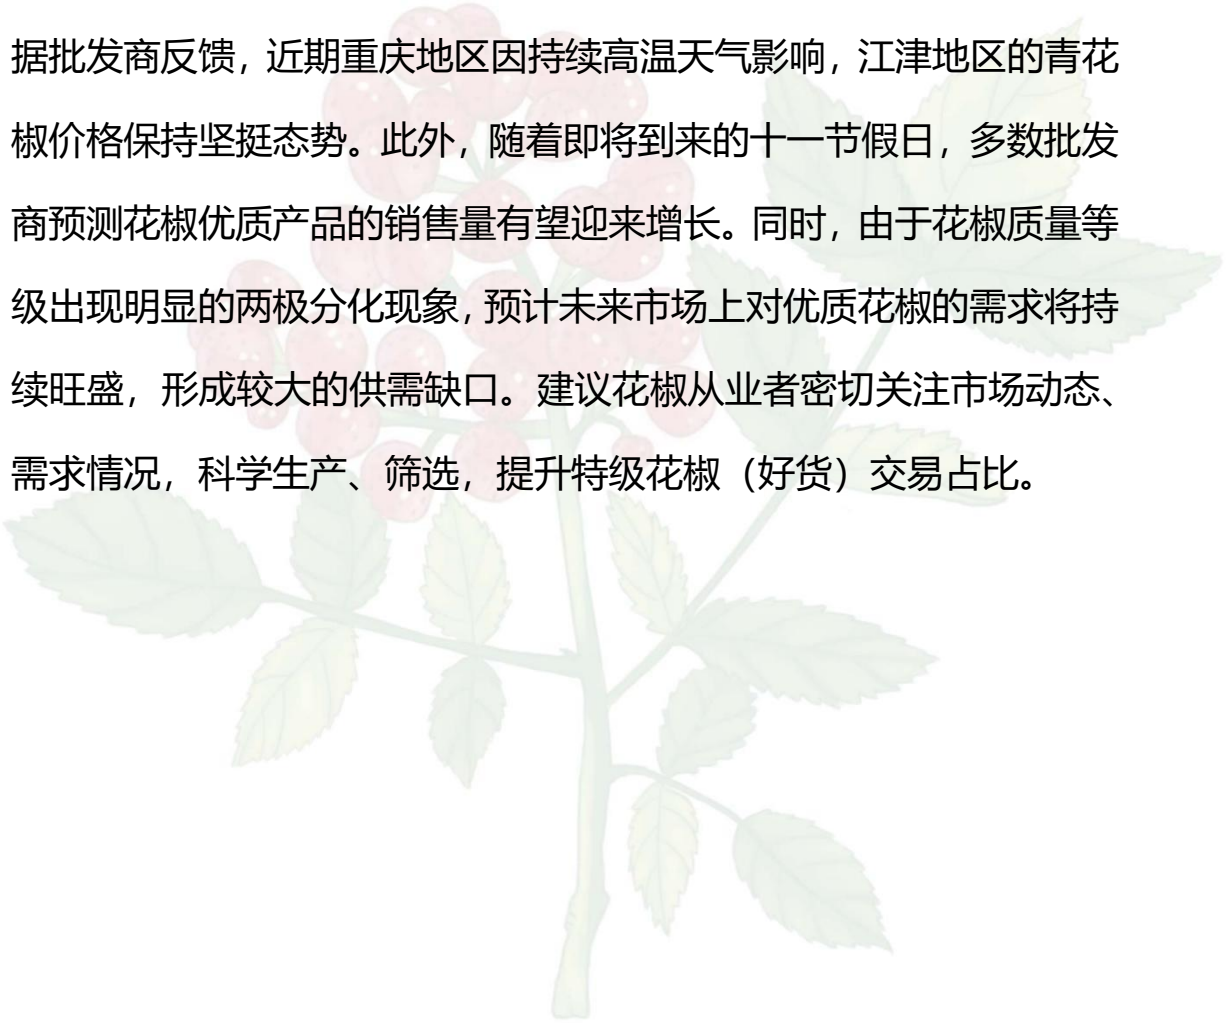 据批发商反馈，近期重庆地区因持续高温天气影响，江津地区的青花
椒价格保持坚挺态势。此外，随着即将到来的十一节假日，多数批发
商预测花椒优质产品的销售量有望迎来增长。同时，由于花椒质量等
级出现明显的两极分化现象，预计未来市场上对优质花椒的需求将持
续旺盛，形成较大的供需缺口。建议花椒从业者密切关注市场动态、
需求情况，科学生产、筛选，提升特级花椒（好货）交易占比。